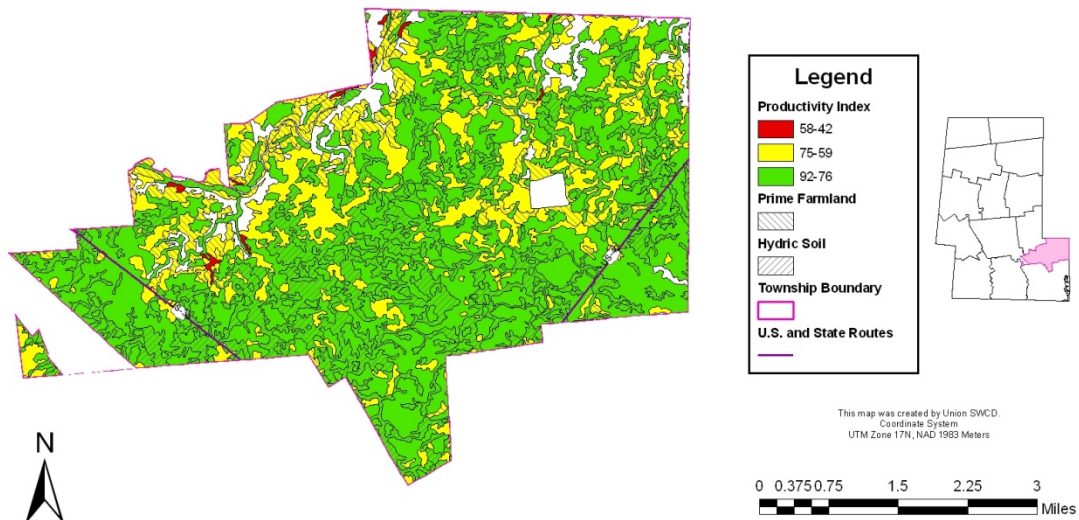 Legend
Productivity Index
58-42
75-59
92-76
Prime Farmland
Hydric Soil
Township Boundary
U.S. and State Routes
This map was created by Union SWCD.
Coordinate System
UTM Zone 17N, NAD 1983 Meters
N
0 0.375 0.75 1.5 2.25 3
Miles